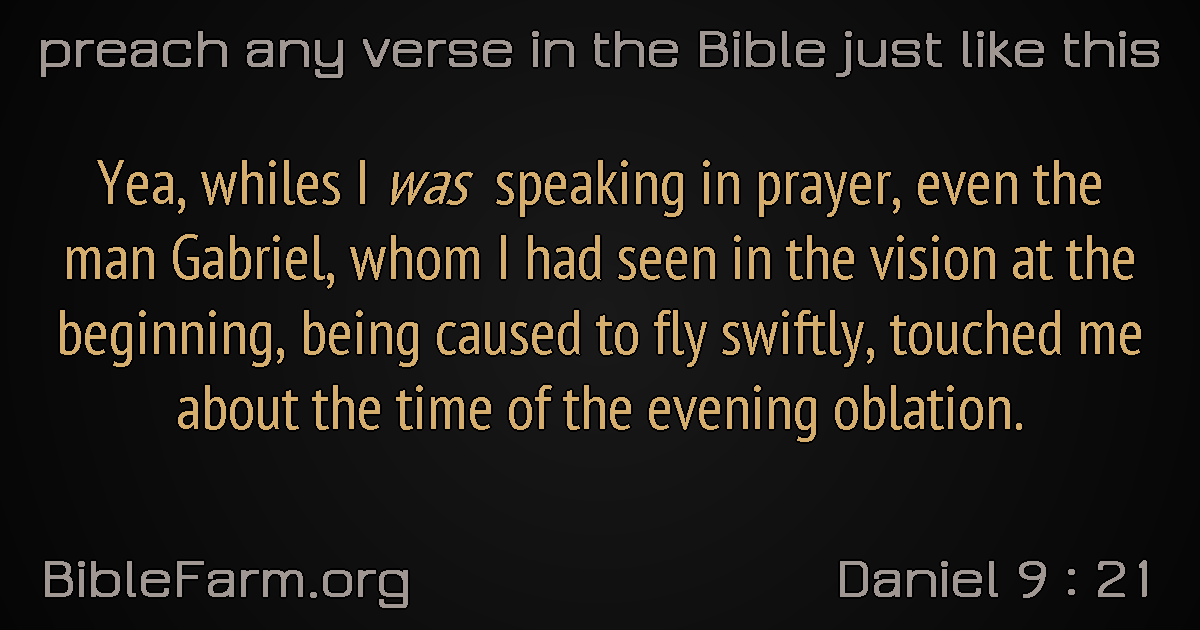 preach any verse in the Bible just like this
Yea, whiles I was speaking in prayer, even the
man Gabriel, whom I had seen in the vision at the
beginning, being caused to fly swiftly, touched me
about the time of the evening oblation.
BibleFarm.org
Daniel 9 : 21